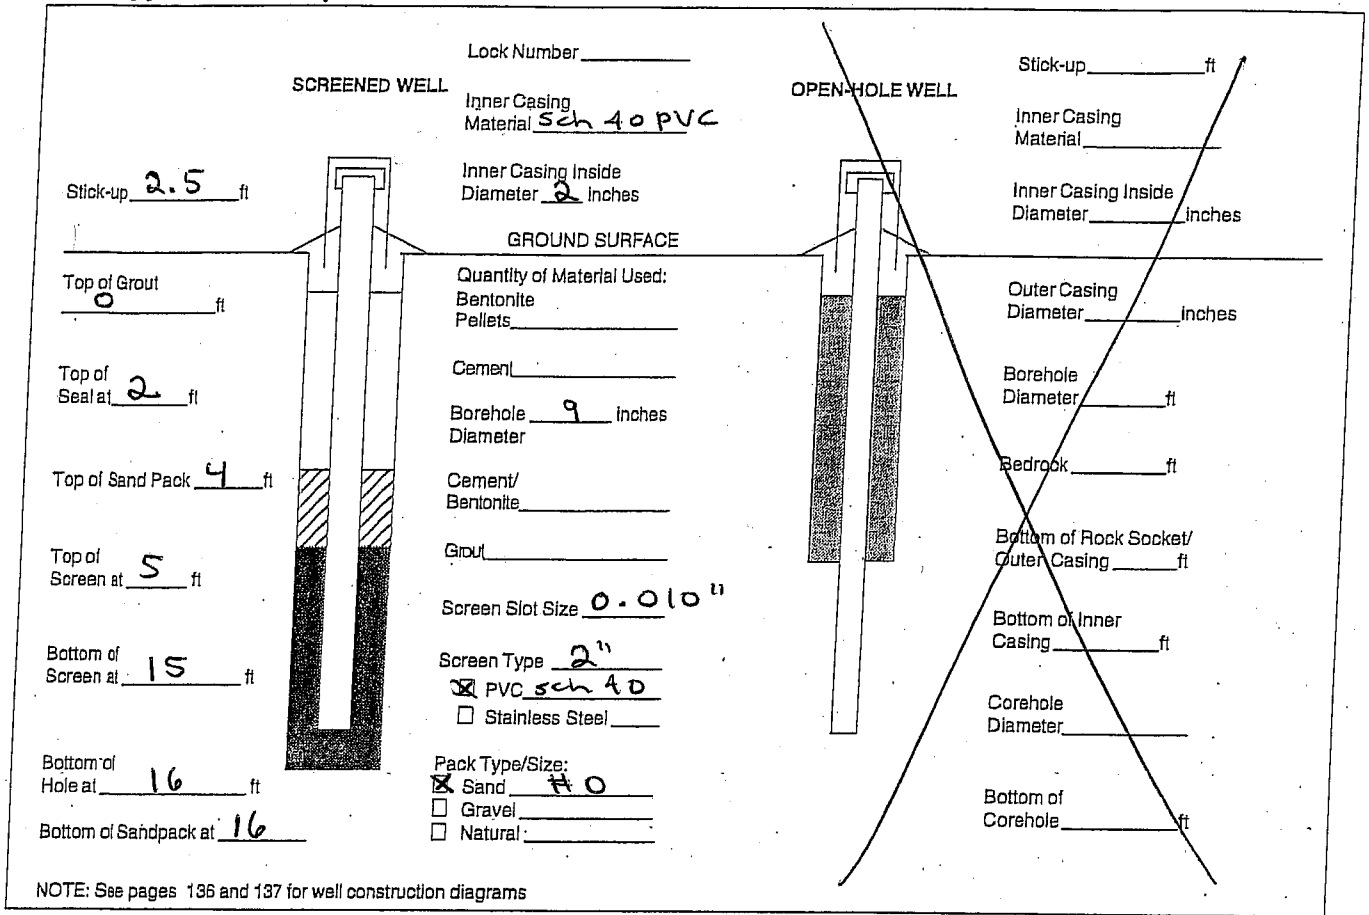 SCREENED WELL
Lock Number
Inner Casing
Material Sch 40 PVC
Stick-up 2.5 ft
Inner Casing Inside
Diameter 2 inches
GROUND SURFACE
Top of Grout
0 ft
Top of
Seal at 2 ft
Top of Sand Pack 4 ft
Top of
Screen at 5 ft
Bottom of
Screen at 15 ft
Bottom of
Hole at 16 ft
Bottom of Sandpack at 16
Quantity of Material Used:
Bentonite
Pellets
Cement
Borehole 9 inches
Diameter
Cement/
Bentonite
Grout
Screen Slot Size 0.010"
Screen Type 2"
PVC sch 40
Stainless Steel
Pack Type/Size:
Sand #0
Gravel
Natural
OPEN-HOLE WELL
Stick-up ft
Inner Casing
Material
Inner Casing Inside
Diameter inches
Outer Casing
Diameter inches
Borehole
Diameter ft
Bedrock ft
Bottom of Rock Socket/
Outer Casing ft
Bottom of Inner
Casing ft
Corehole
Diameter
Bottom of
Corehole ft
NOTE: See pages 136 and 137 for well construction diagrams